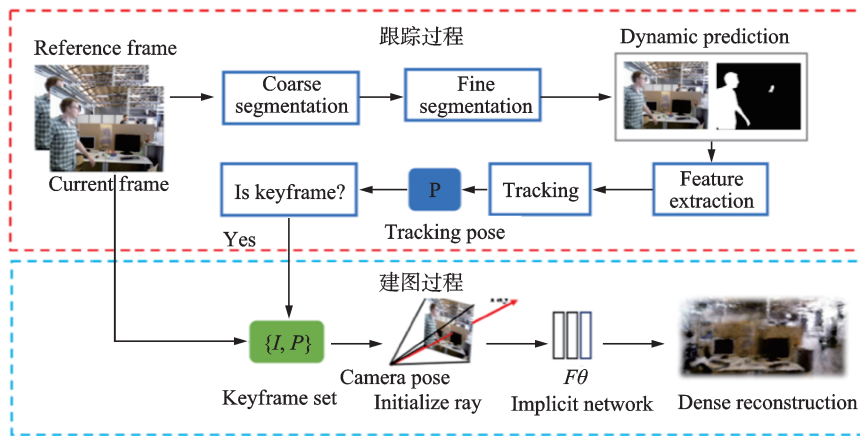 跟踪过程
Reference frame
Dynamic prediction
Coarse
segmentation
Fine
segmentation
Current frame
Is keyframe?
P
Tracking
Feature
extraction
Tracking pose
Yes
建图过程
{I, P}
Keyframe set
Camera pose
Initialize ray
Fθ
Implicit network
Dense reconstruction